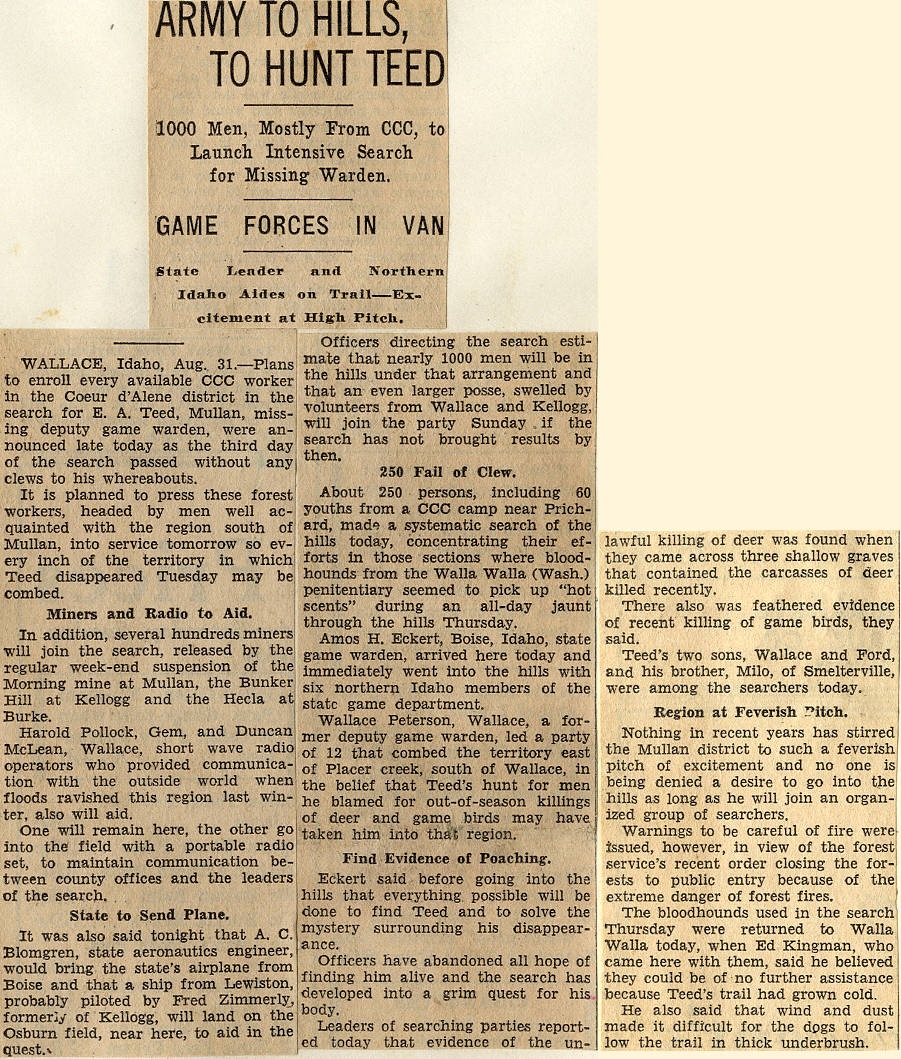 ARMY TO HILLS,
TO HUNT TEED
1000 Men, Mostly From CCC, to
Launch Intensive Search
for Missing Warden.
GAME FORCES IN VAN
State Leader and Northern
Idaho Aides on Trail—Ex-
citement at High Pitch.
WALLACE, Idaho, Aug. 31.—Plans
to enroll every available CCC worker
in the Coeur d'Alene district in the
search for E. A. Teed, Mullan, miss-
ing deputy game warden, were an-
nounced late today as the third day
of the search passed without any
clews to his whereabouts.
It is planned to press these forest
workers, headed by men well ac-
quainted with the region south of
Mullan, into service tomorrow so ev-
ery inch of the territory in which
Teed disappeared Tuesday may be
combed.
Miners and Radio to Aid.
In addition, several hundreds miners
will join the search, released by the
regular week-end suspension of the
Morning mine at Mullan, the Bunker
Hill at Kellogg and the Hecla at
Burke.
Harold Pollock, Gem, and Duncan
McLean, Wallace, short wave radio
operators who provided communica-
tion with the outside world when
floods ravished this region last win-
ter, also will aid.
One will remain here, the other go
into the field with a portable radio
set, to maintain communication be-
tween county offices and the leaders
of the search.
State to Send Plane.
It was also said tonight that A. C.
Blomgren, state aeronautics engineer,
would bring the state's airplane from
Boise and that a ship from Lewiston,
probably piloted by Fred Zimmerly,
formerly of Kellogg, will land on the
Osburn field, near here, to aid in the
quest.
Officers directing the search esti-
mate that nearly 1000 men will be in
the hills under that arrangement and
that an even larger posse, swelled by
volunteers from Wallace and Kellogg,
will join the party Sunday if the
search has not brought results by
then.
250 Fail of Clew.
About 250 persons, including 60
youths from a CCC camp near Prich-
ard, made a systematic search of the
hills today, concentrating their ef-
forts in those sections where blood-
hounds from the Walla Walla (Wash.)
penitentiary seemed to pick up "hot
scents" during an all-day jaunt
through the hills Thursday.
Amos H. Eckert, Boise, Idaho, state
game warden, arrived here today and
immediately went into the hills with
six northern Idaho members of the
state game department.
Wallace Peterson, Wallace, a for-
mer deputy game warden, led a party
of 12 that combed the territory east
of Placer creek, south of Wallace, in
the belief that Teed's hunt for men
he blamed for out-of-season killings
of deer and game birds may have
taken him into that region.
Find Evidence of Poaching.
Eckert said before going into the
hills that everything possible will be
done to find Teed and to solve the
mystery surrounding his disappear-
ance.
Officers have abandoned all hope of
finding him alive and the search has
developed into a grim quest for his
body.
Leaders of searching parties report-
ed today that evidence of the un-
lawful killing of deer was found when
they came across three shallow graves
that contained the carcasses of deer
killed recently.
There also was feathered evidence
of recent killing of game birds, they
said.
Teed's two sons, Wallace and Ford,
and his brother, Milo, of Smelterville,
were among the searchers today.
Region at Feverish Pitch.
Nothing in recent years has stirred
the Mullan district to such a feverish
pitch of excitement and no one is
being denied a desire to go into the
hills as long as he will join an organ-
ized group of searchers.
Warnings to be careful of fire were
issued, however, in view of the forest
service's recent order closing the for-
ests to public entry because of the
extreme danger of forest fires.
The bloodhounds used in the search
Thursday were returned to Walla
Walla today, when Ed Kingman, who
came here with them, said he believed
they could be of no further assistance
because Teed's trail had grown cold.
He also said that wind and dust
made it difficult for the dogs to fol-
low the trail in thick underbrush.